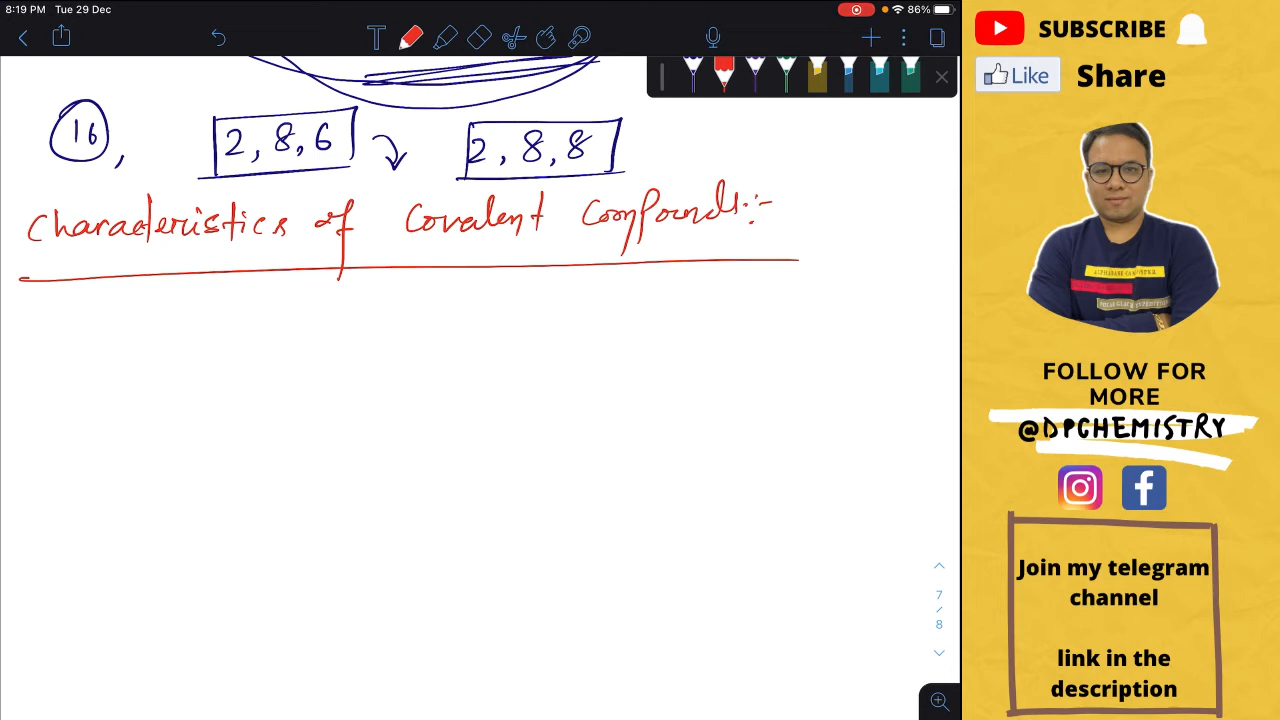 8:19 PM Tue 29 Dec
86%
16, 2, 8, 6 2, 8, 8
Characteristics of Covalent Compounds:-
7
/
8
SUBSCRIBE
Like Share
FOLLOW FOR
MORE
@DPCHEMISTRY
Join my telegram
channel
link in the
description